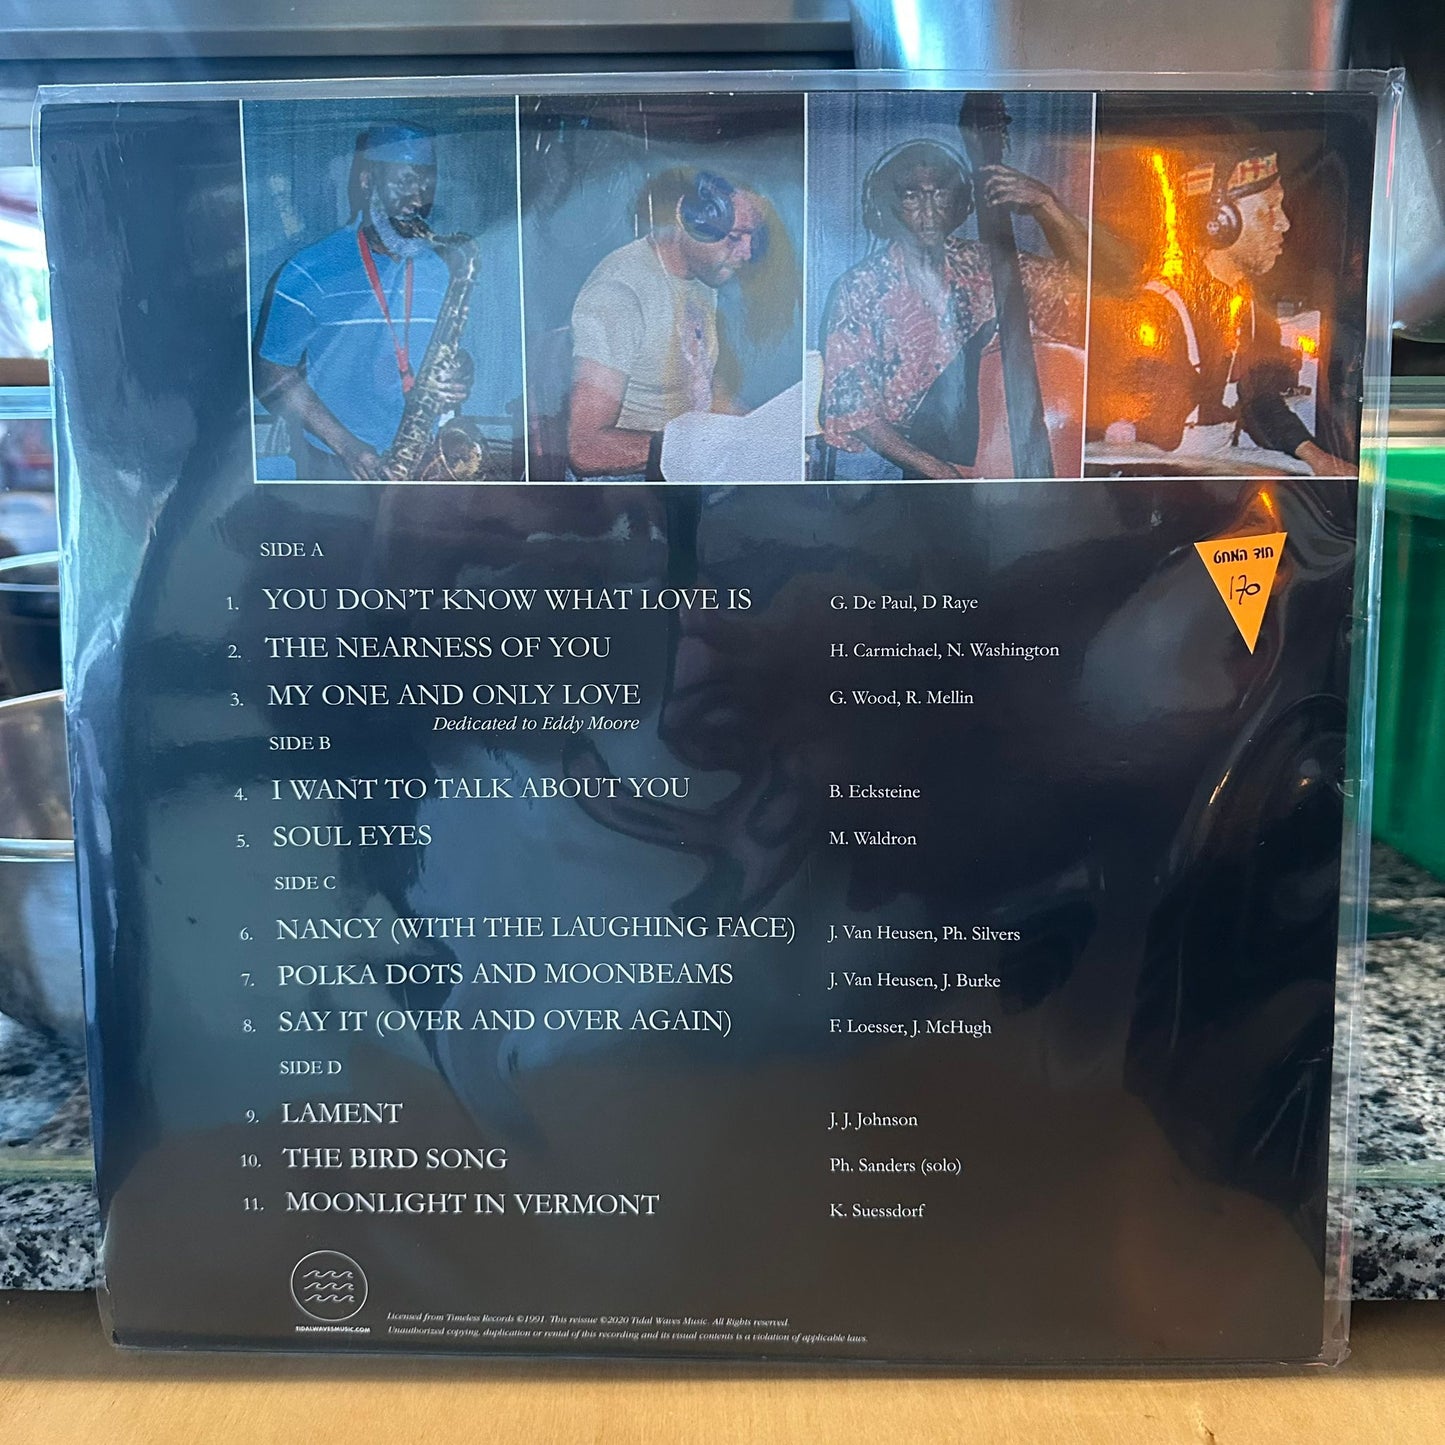 SIDE A
1. YOU DON'T KNOW WHAT LOVE IS G. De Paul, D Raye
2. THE NEARNESS OF YOU H. Carmichael, N. Washington
3. MY ONE AND ONLY LOVE G. Wood, R. Mellin
Dedicated to Eddy Moore
SIDE B
4. I WANT TO TALK ABOUT YOU B. Ecksteine
5. SOUL EYES M. Waldron
SIDE C
6. NANCY (WITH THE LAUGHING FACE) J. Van Heusen, Ph. Silvers
7. POLKA DOTS AND MOONBEAMS J. Van Heusen, J. Burke
8. SAY IT (OVER AND OVER AGAIN) F. Loesser, J. McHugh
SIDE D
9. LAMENT J. J. Johnson
10. THE BIRD SONG Ph. Sanders (solo)
11. MOONLIGHT IN VERMONT K. Suessdorf
חוד המחט
170
TIDALWAVESMUSIC.COM
Licensed from Timeless Records ©1991. This reissue ©2020 Tidal Waves Music. All Rights reserved.
Unauthorized copying, duplication or rental of this recording and its visual contents is a violation of applicable laws.